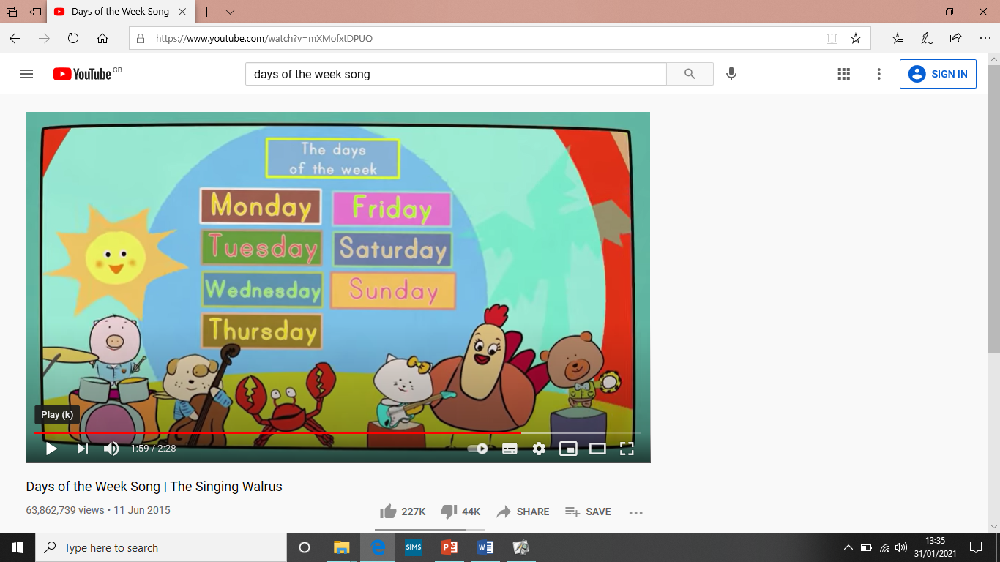 Days of the Week Song
https://www.youtube.com/watch?v=mXMofxtDPUQ
YouTube GB
days of the week song
SIGN IN
The days
of the week
Monday
Tuesday
Wednesday
Thursday
Friday
Saturday
Sunday
Play (k)
1:59 / 2:28
Days of the Week Song | The Singing Walrus
63,862,739 views • 11 Jun 2015
227K
44K
SHARE
SAVE
Type here to search
SIMS
13:35
31/01/2021